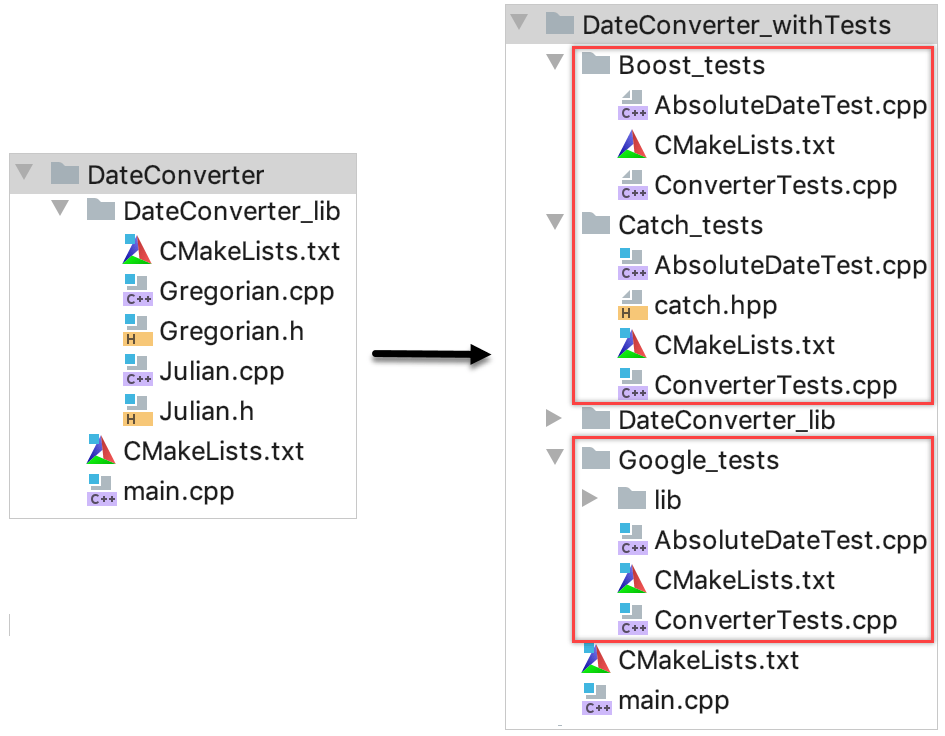 DateConverter
DateConverter_lib
CMakeLists.txt
C++ Gregorian.cpp
H Gregorian.h
C++ Julian.cpp
H Julian.h
CMakeLists.txt
C++ main.cpp
DateConverter_withTests
Boost_tests
C++ AbsoluteDateTest.cpp
CMakeLists.txt
C++ ConverterTests.cpp
Catch_tests
C++ AbsoluteDateTest.cpp
H catch.hpp
CMakeLists.txt
C++ ConverterTests.cpp
DateConverter_lib
Google_tests
lib
C++ AbsoluteDateTest.cpp
CMakeLists.txt
C++ ConverterTests.cpp
CMakeLists.txt
C++ main.cpp